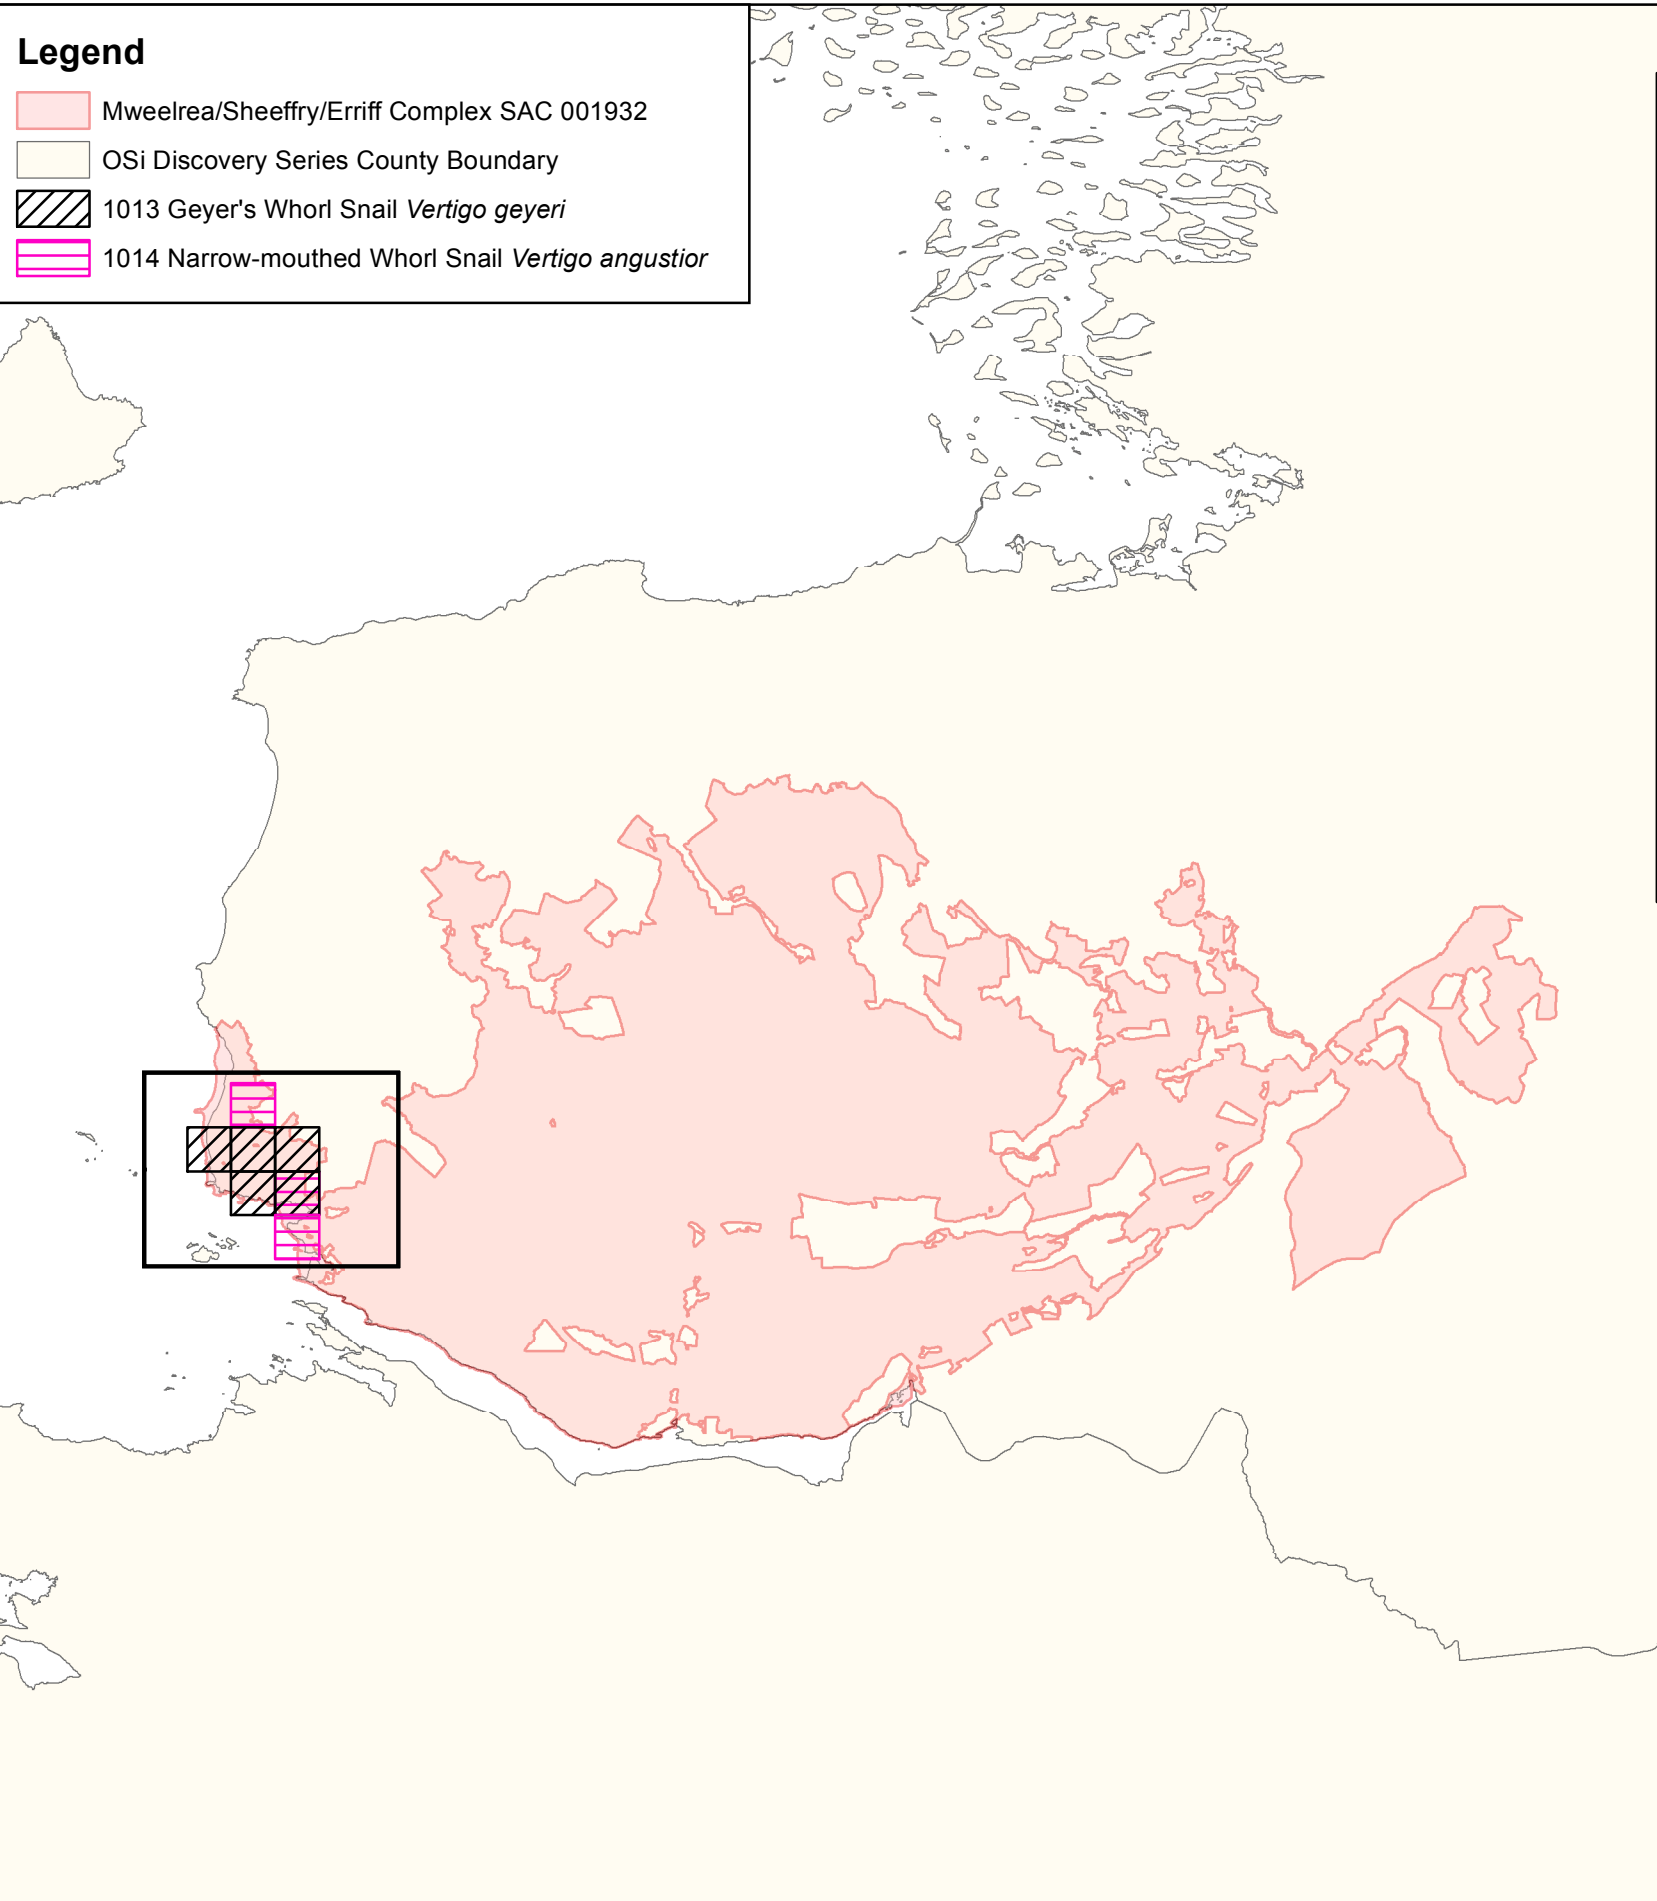 Legend
Mweelrea/Sheeffry/Erriff Complex SAC 001932
OSi Discovery Series County Boundary
1013 Geyer's Whorl Snail Vertigo geyeri
1014 Narrow-mouthed Whorl Snail Vertigo angustior